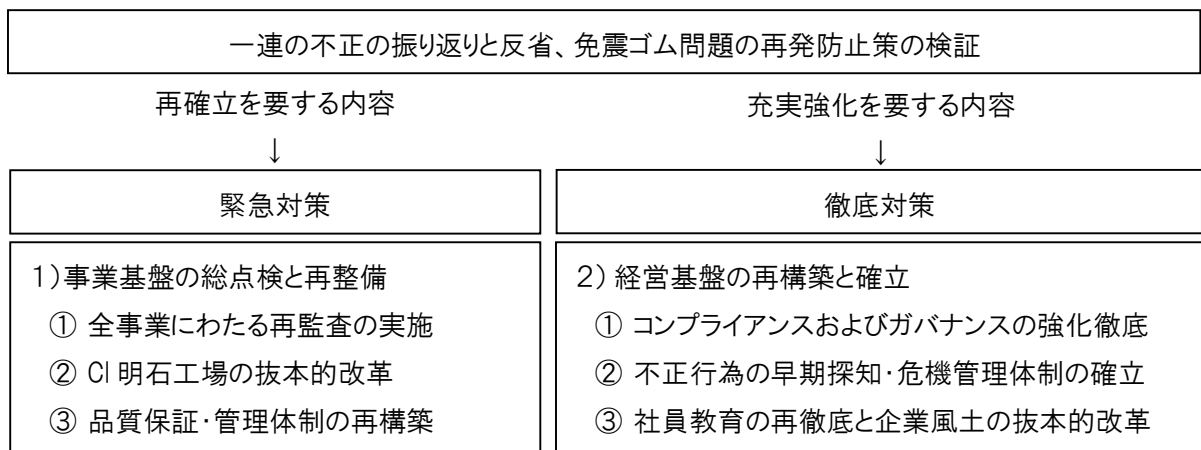 一連の不正の振り返りと反省、免震ゴム問題の再発防止策の検証
再確立を要する内容
↓
緊急対策
1)事業基盤の総点検と再整備
① 全事業にわたる再監査の実施
② CI 明石工場の抜本的改革
③ 品質保証・管理体制の再構築
充実強化を要する内容
↓
徹底対策
2) 経営基盤の再構築と確立
① コンプライアンスおよびガバナンスの強化徹底
② 不正行為の早期探知・危機管理体制の確立
③ 社員教育の再徹底と企業風土の抜本的改革